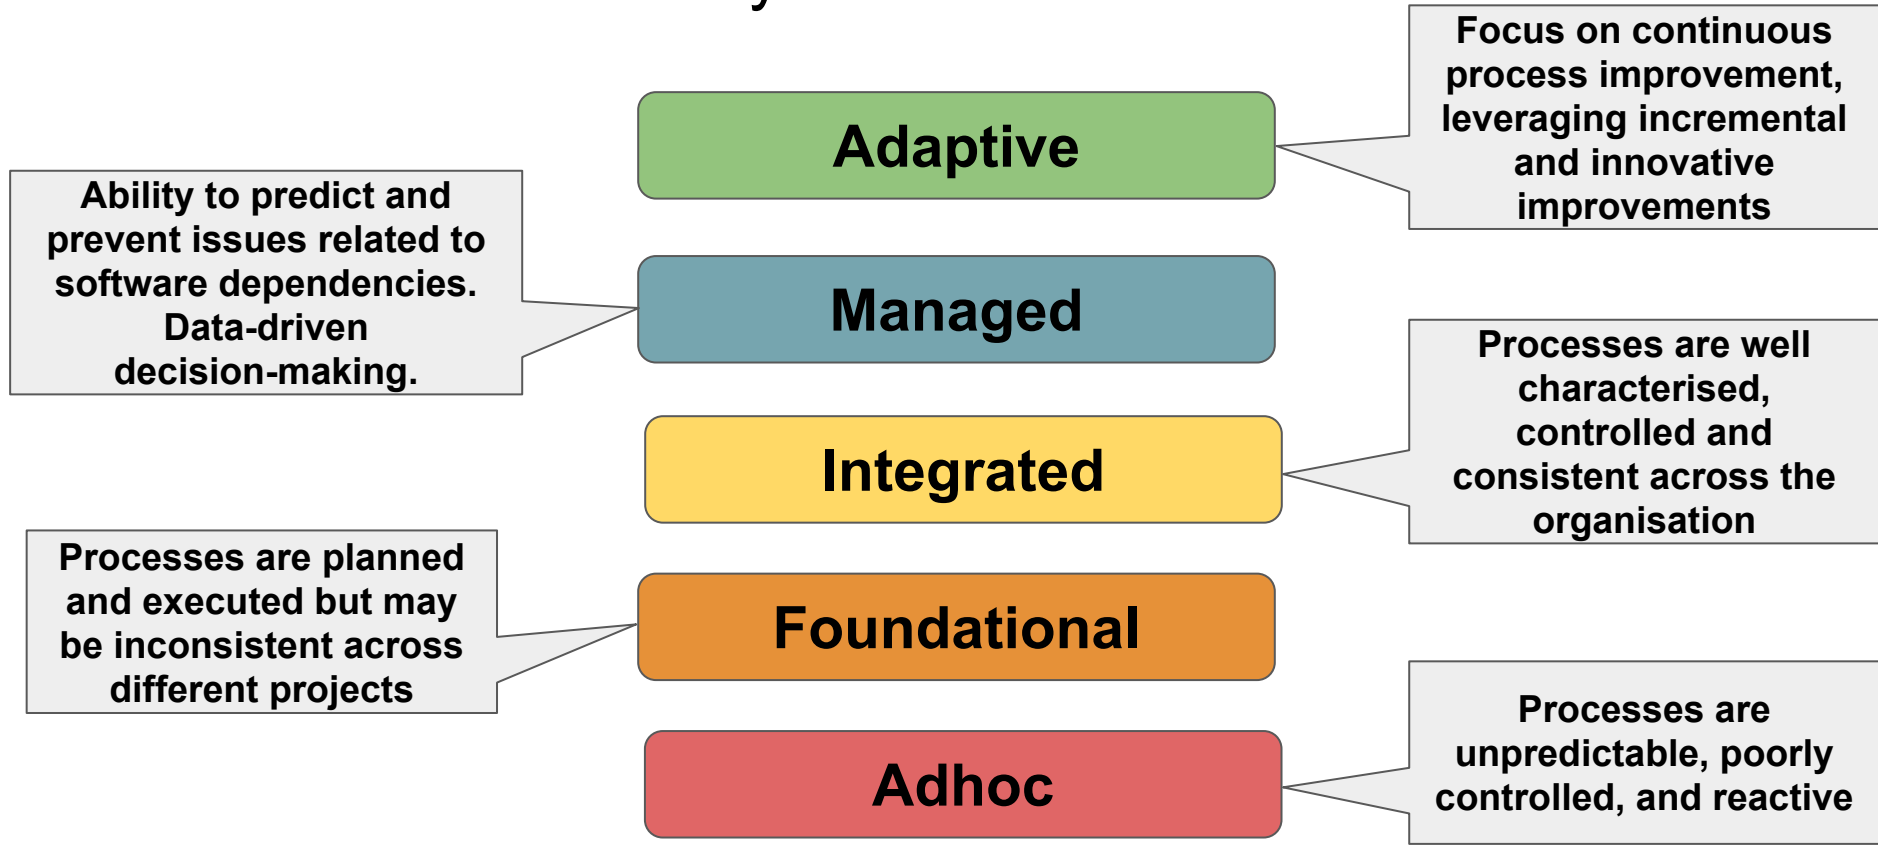 Focus on continuous
process improvement,
leveraging incremental
and innovative
improvements
Adaptive
Ability to predict and
prevent issues related to
software dependencies.
Data-driven
decision-making.
Managed
Processes are well
characterised,
controlled and
consistent across the
organisation
Integrated
Processes are planned
and executed but may
be inconsistent across
different projects
Foundational
Processes are
unpredictable, poorly
controlled, and reactive
Adhoc